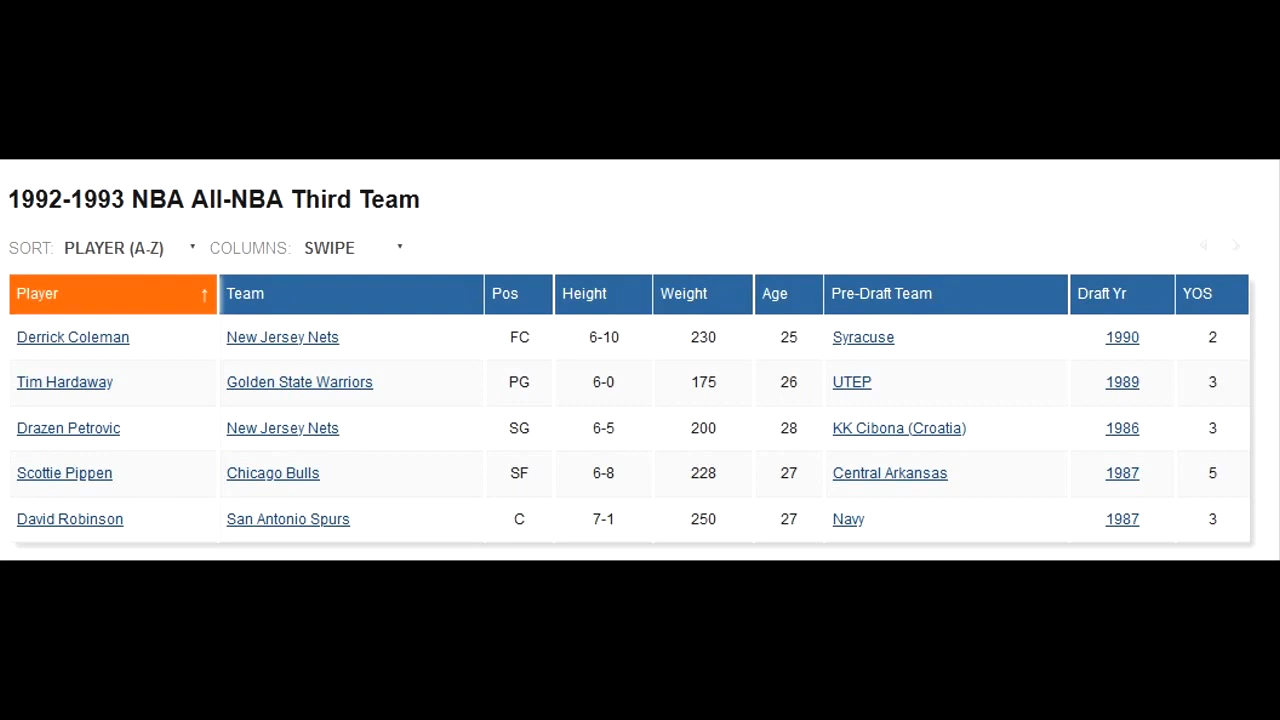 1992-1993 NBA All-NBA Third Team
SORT: PLAYER (A-Z) COLUMNS: SWIPE
Player ↑ Team Pos Height Weight Age Pre-Draft Team Draft Yr YOS
Derrick Coleman New Jersey Nets FC 6-10 230 25 Syracuse 1990 2
Tim Hardaway Golden State Warriors PG 6-0 175 26 UTEP 1989 3
Drazen Petrovic New Jersey Nets SG 6-5 200 28 KK Cibona (Croatia) 1986 3
Scottie Pippen Chicago Bulls SF 6-8 228 27 Central Arkansas 1987 5
David Robinson San Antonio Spurs C 7-1 250 27 Navy 1987 3